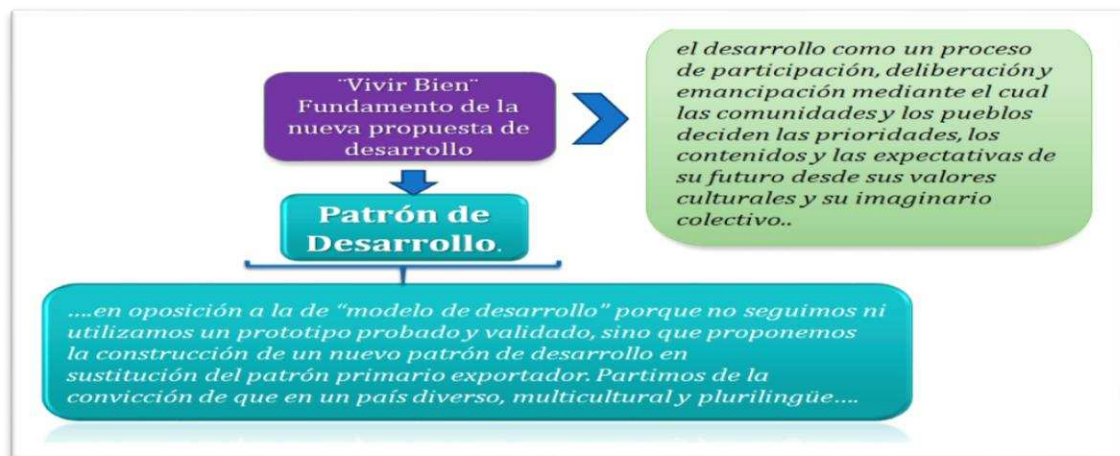 ¨Vivir Bien¨
Fundamento de la
nueva propuesta de
desarrollo
el desarrollo como un proceso
de participación, deliberación y
emancipación mediante el cual
las comunidades y los pueblos
deciden las prioridades, los
contenidos y las expectativas de
su futuro desde sus valores
culturales y su imaginario
colectivo..
Patrón de
Desarrollo.
....en oposición a la de “modelo de desarrollo” porque no seguimos ni
utilizamos un prototipo probado y validado, sino que proponemos
la construcción de un nuevo patrón de desarrollo en
sustitución del patrón primario exportador. Partimos de la
convicción de que en un país diverso, multicultural y plurilingüe....